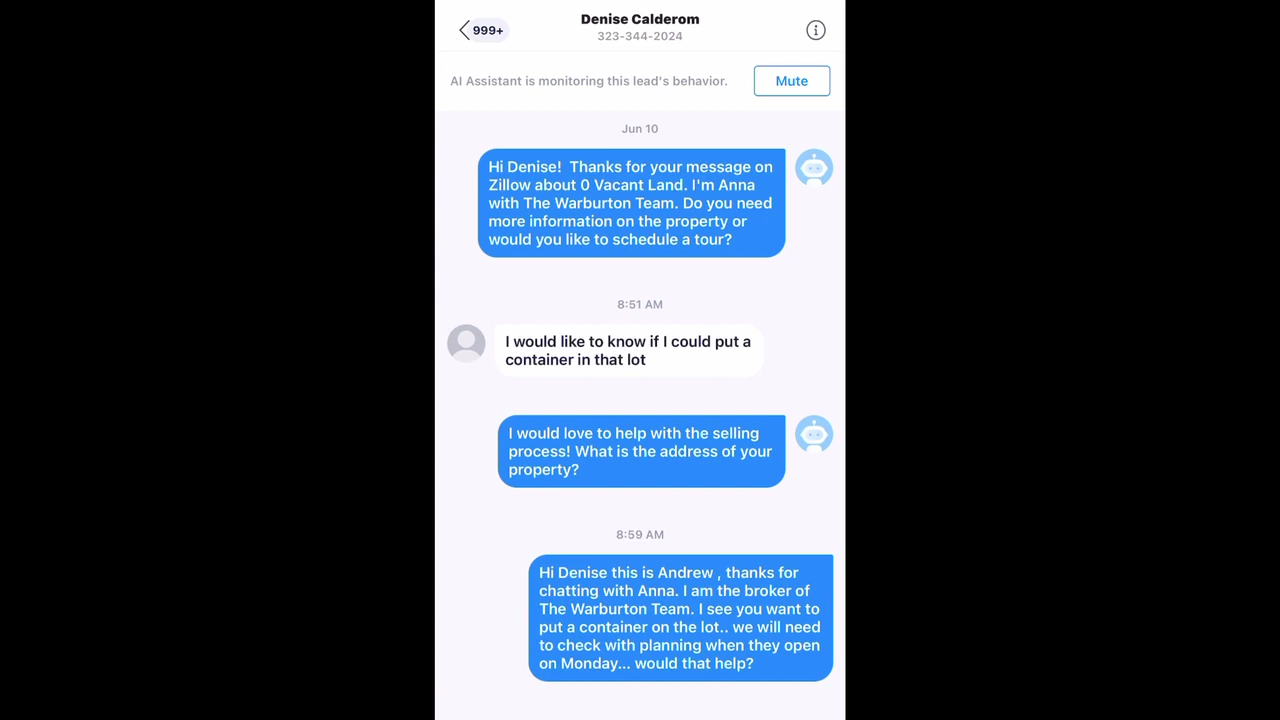 999+
Denise Calderom
323-344-2024
AI Assistant is monitoring this lead's behavior.
Mute
Jun 10
Hi Denise!  Thanks for your message on
Zillow about 0 Vacant Land. I'm Anna
with The Warburton Team. Do you need
more information on the property or
would you like to schedule a tour?
8:51 AM
I would like to know if I could put a
container in that lot
I would love to help with the selling
process! What is the address of your
property?
8:59 AM
Hi Denise this is Andrew , thanks for
chatting with Anna. I am the broker of
The Warburton Team. I see you want to
put a container on the lot.. we will need
to check with planning when they open
on Monday... would that help?